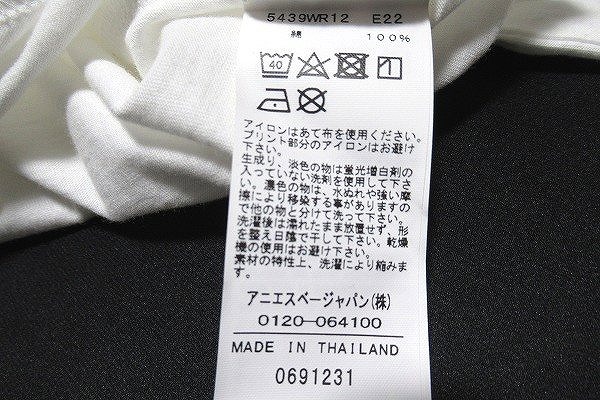 5439WR12 E22
綿 100%
40
アイロンはあて布を使用ください。
プリント部分のアイロンはお避け
下さい。
生成り、淡色の物は蛍光増白剤の
入っていない洗剤を使用して下さ
い。濃色の物は、水ぬれや強い摩
擦により移染する事がありますの
で他の物と分けて洗って下さい。
洗濯後は濡れたまま放置せず、形
を整え日陰で干して下さい。乾燥
機の使用はお避け下さい。
素材の特性上、洗濯により縮みま
す。
アニエスベージャパン(株)
0120-064100
MADE IN THAILAND
0691231